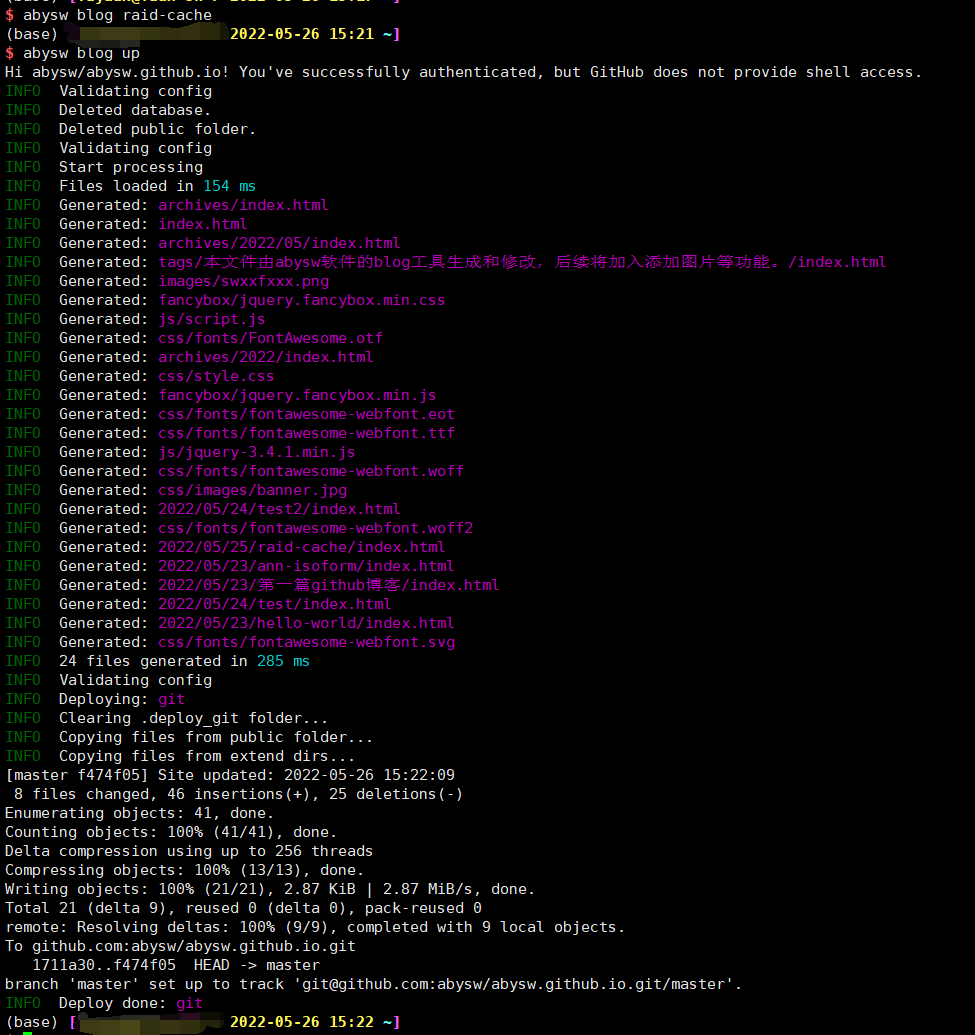 $ abysw blog raid-cache
(base) 2022-05-26 15:21 ~]
$ abysw blog up
Hi abysw/abysw.github.io! You've successfully authenticated, but GitHub does not provide shell access.
INFO  Validating config
INFO  Deleted database.
INFO  Deleted public folder.
INFO  Validating config
INFO  Start processing
INFO  Files loaded in 154 ms
INFO  Generated: archives/index.html
INFO  Generated: index.html
INFO  Generated: archives/2022/05/index.html
INFO  Generated: tags/本文件由abysw软件的blog工具生成和修改，后续将加入添加图片等功能。/index.html
INFO  Generated: images/swxxfxxx.png
INFO  Generated: fancybox/jquery.fancybox.min.css
INFO  Generated: js/script.js
INFO  Generated: css/fonts/FontAwesome.otf
INFO  Generated: archives/2022/index.html
INFO  Generated: css/style.css
INFO  Generated: fancybox/jquery.fancybox.min.js
INFO  Generated: css/fonts/fontawesome-webfont.eot
INFO  Generated: css/fonts/fontawesome-webfont.ttf
INFO  Generated: js/jquery-3.4.1.min.js
INFO  Generated: css/fonts/fontawesome-webfont.woff
INFO  Generated: css/images/banner.jpg
INFO  Generated: 2022/05/24/test2/index.html
INFO  Generated: css/fonts/fontawesome-webfont.woff2
INFO  Generated: 2022/05/25/raid-cache/index.html
INFO  Generated: 2022/05/23/ann-isoform/index.html
INFO  Generated: 2022/05/23/第一篇github博客/index.html
INFO  Generated: 2022/05/24/test/index.html
INFO  Generated: 2022/05/23/hello-world/index.html
INFO  Generated: css/fonts/fontawesome-webfont.svg
INFO  24 files generated in 285 ms
INFO  Validating config
INFO  Deploying: git
INFO  Clearing .deploy_git folder...
INFO  Copying files from public folder...
INFO  Copying files from extend dirs...
[master f474f05] Site updated: 2022-05-26 15:22:09
 8 files changed, 46 insertions(+), 25 deletions(-)
Enumerating objects: 41, done.
Counting objects: 100% (41/41), done.
Delta compression using up to 256 threads
Compressing objects: 100% (13/13), done.
Writing objects: 100% (21/21), 2.87 KiB | 2.87 MiB/s, done.
Total 21 (delta 9), reused 0 (delta 0), pack-reused 0
remote: Resolving deltas: 100% (9/9), completed with 9 local objects.
To github.com:abysw/abysw.github.io.git
   1711a30..f474f05  HEAD -> master
branch 'master' set up to track 'git@github.com:abysw/abysw.github.io.git/master'.
INFO  Deploy done: git
(base) [ 2022-05-26 15:22 ~]